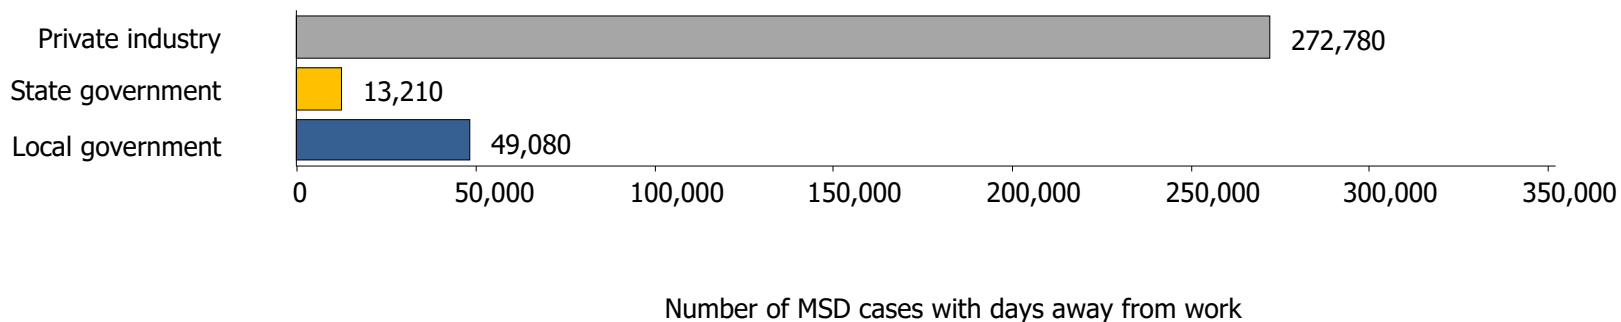 Private industry 272,780
State government 13,210
Local government 49,080
0 50,000 100,000 150,000 200,000 250,000 300,000 350,000
Number of MSD cases with days away from work